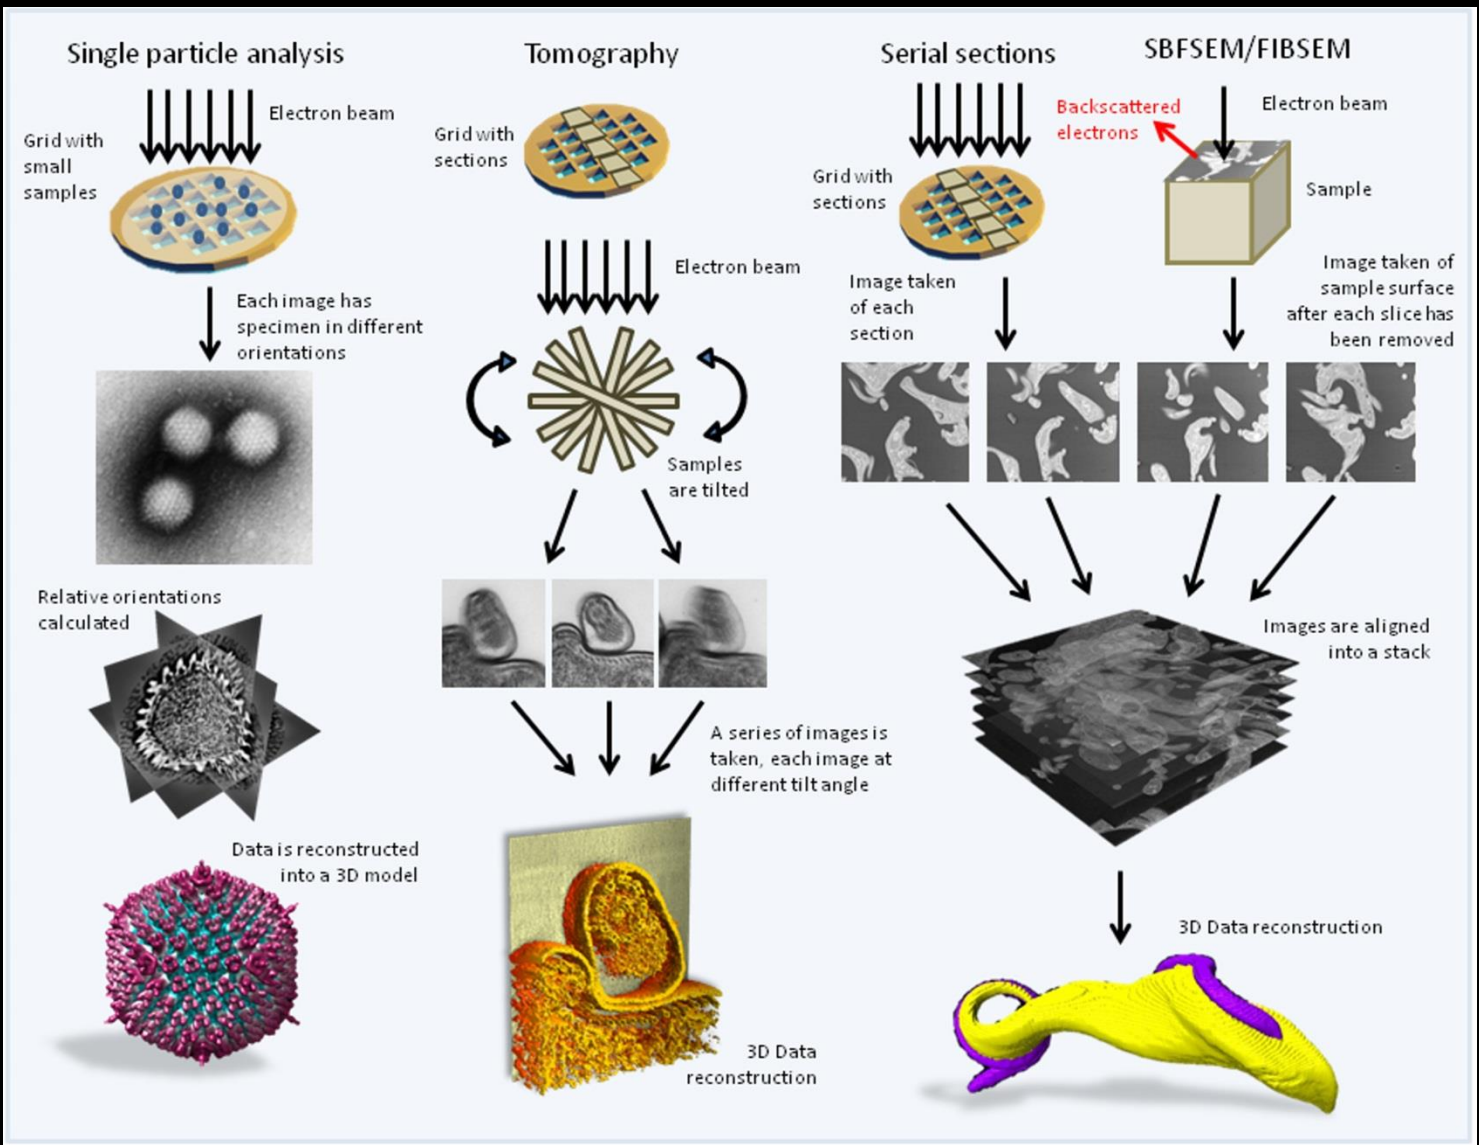 Single particle analysis
Electron beam
Grid with
small
samples
Each image has
specimen in different
orientations
Relative orientations
calculated
Data is reconstructed
into a 3D model
Tomography
Grid with
sections
Electron beam
Samples
are tilted
A series of images is
taken, each image at
different tilt angle
3D Data
reconstruction
Serial sections
Grid with
sections
Image taken
of each
section
SBFSEM/FIBSEM
Backscattered
electrons
Electron beam
Sample
Image taken of
sample surface
after each slice has
been removed
Images are aligned
into a stack
3D Data reconstruction